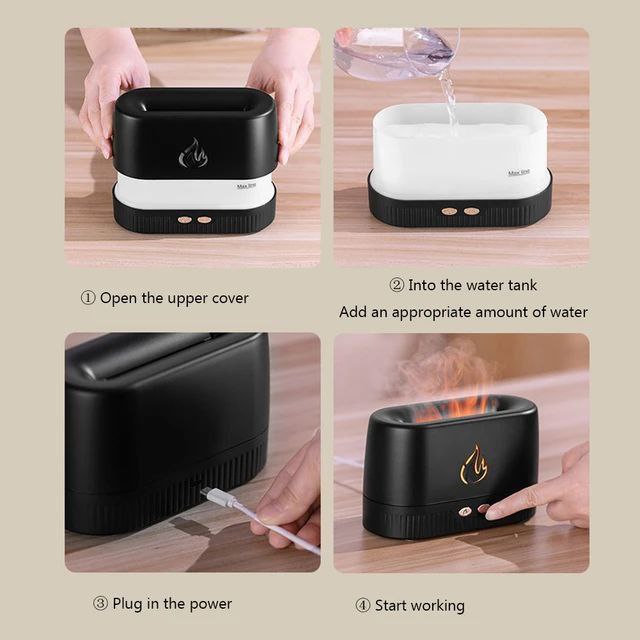 Max line
Max line
① Open the upper cover
② Into the water tank
Add an appropriate amount of water
③ Plug in the power
④ Start working